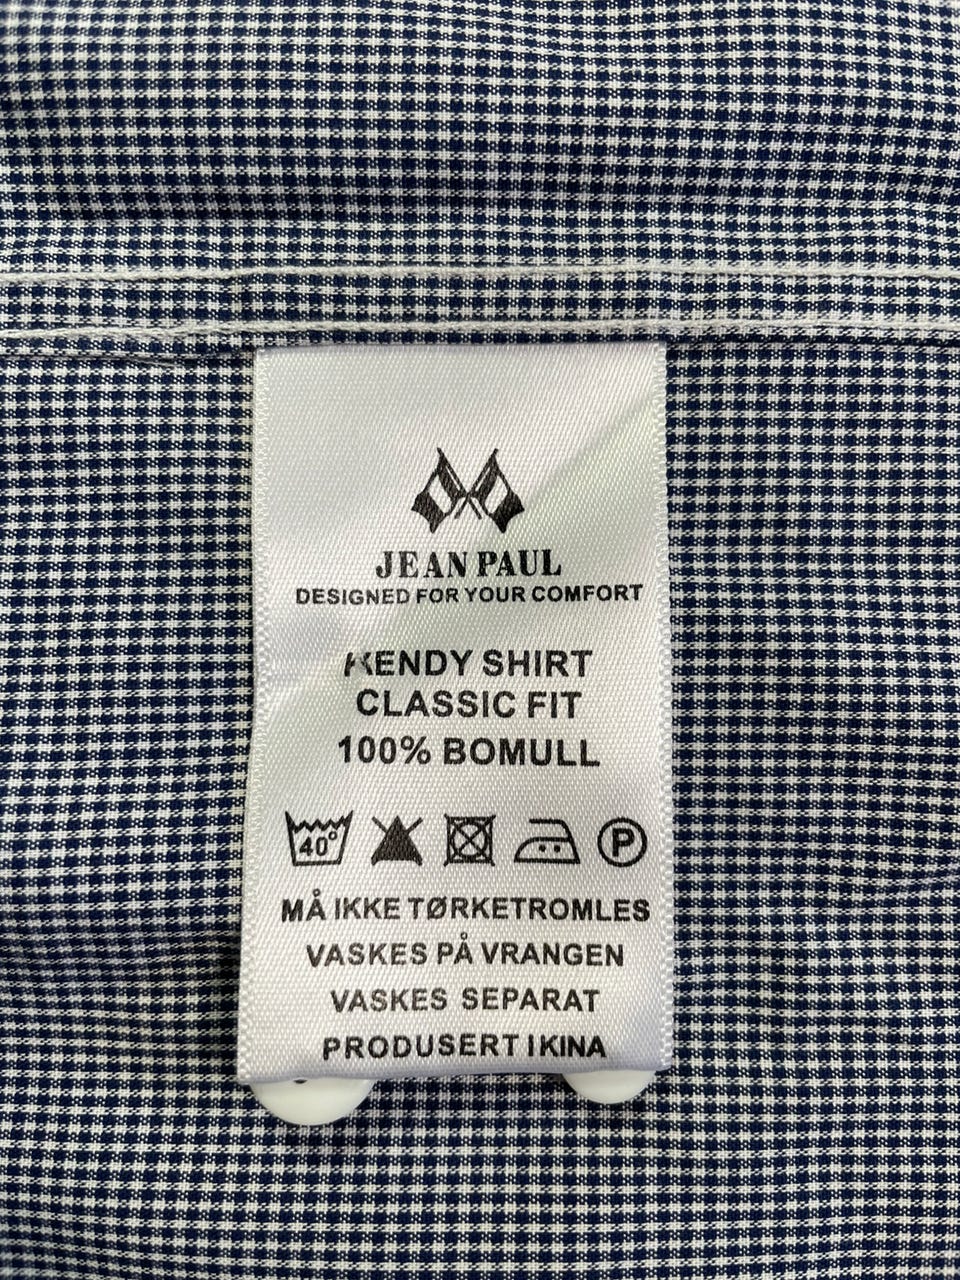 JEAN PAUL
DESIGNED FOR YOUR COMFORT
KENDY SHIRT
CLASSIC FIT
100% BOMULL
40° P
MÅ IKKE TØRKETROMLES
VASKES PÅ VRANGEN
VASKES SEPARAT
PRODUSERT I KINA